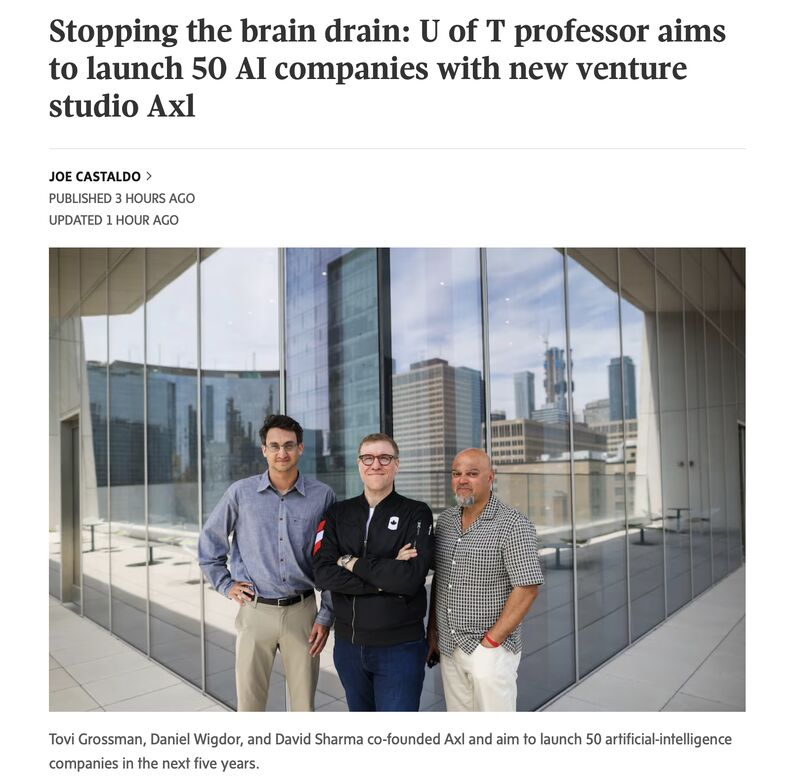 Stopping the brain drain: U of T professor aims
to launch 50 AI companies with new venture
studio Axl
JOE CASTALDO >
PUBLISHED 3 HOURS AGO
UPDATED 1 HOUR AGO
Tovi Grossman, Daniel Wigdor, and David Sharma co-founded Axl and aim to launch 50 artificial-intelligence
companies in the next five years.